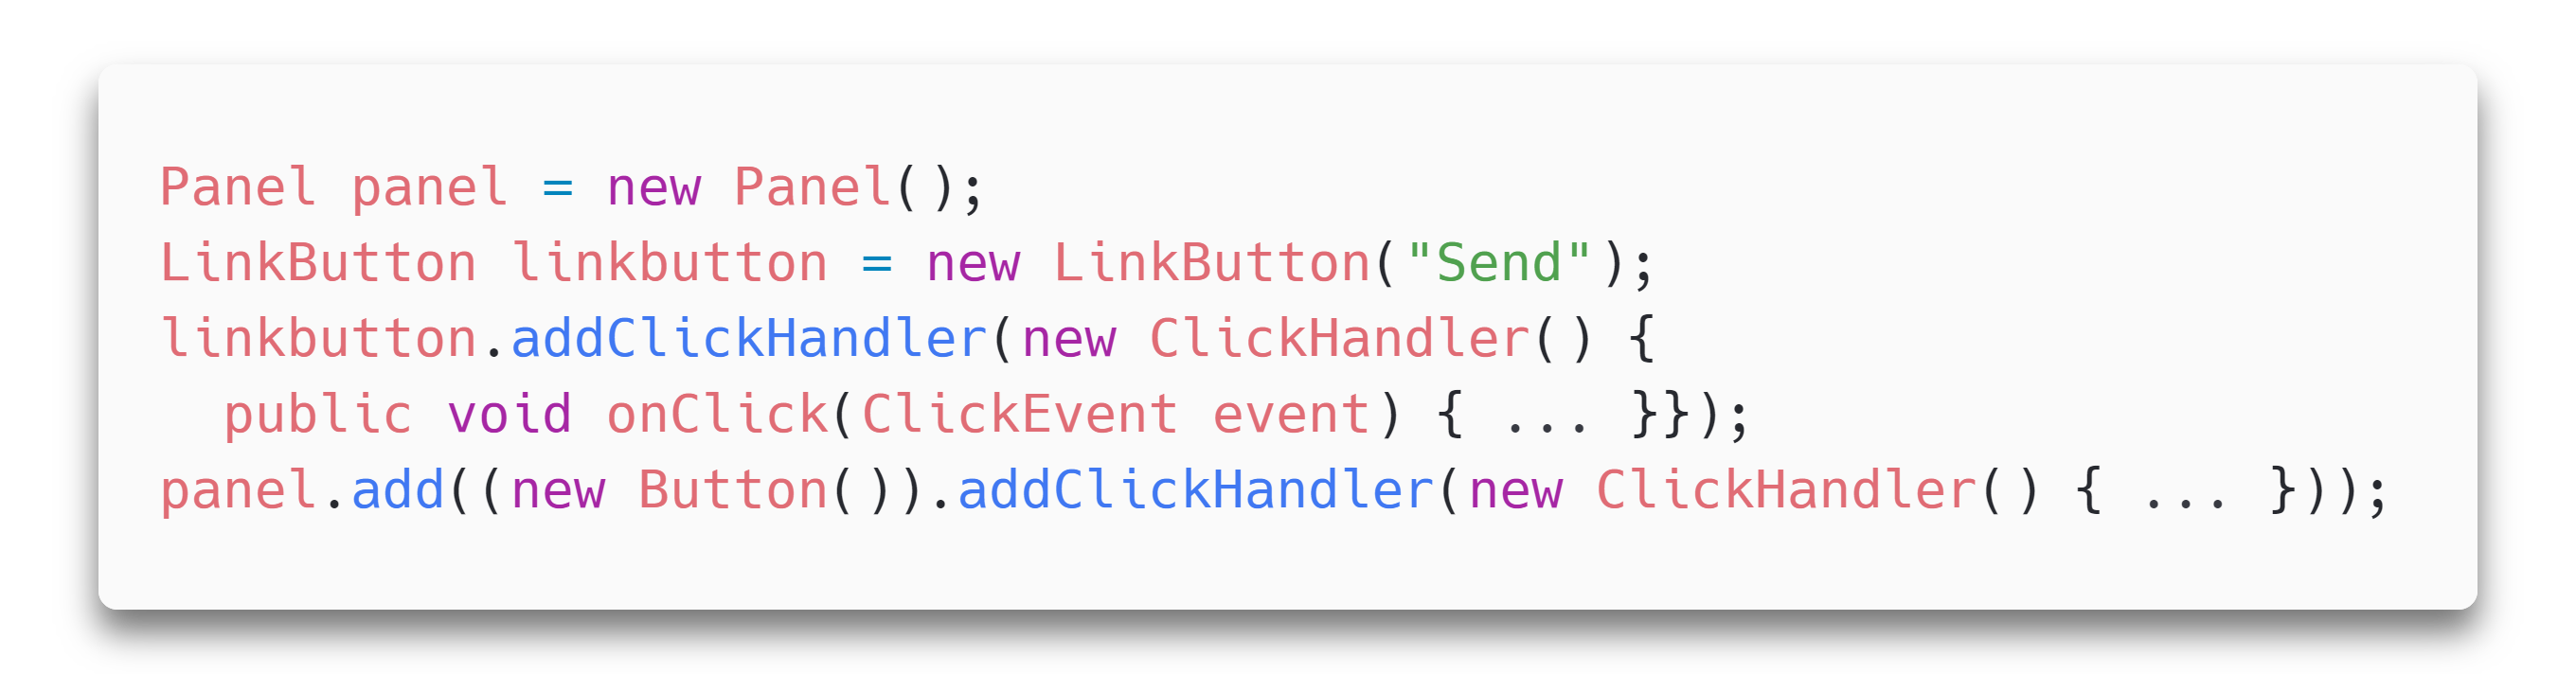 Panel panel = new Panel();
LinkButton linkbutton = new LinkButton("Send");
linkbutton.addClickHandler(new ClickHandler() {
  public void onClick(ClickEvent event) { ... }});
panel.add((new Button()).addClickHandler(new ClickHandler() { ... }));